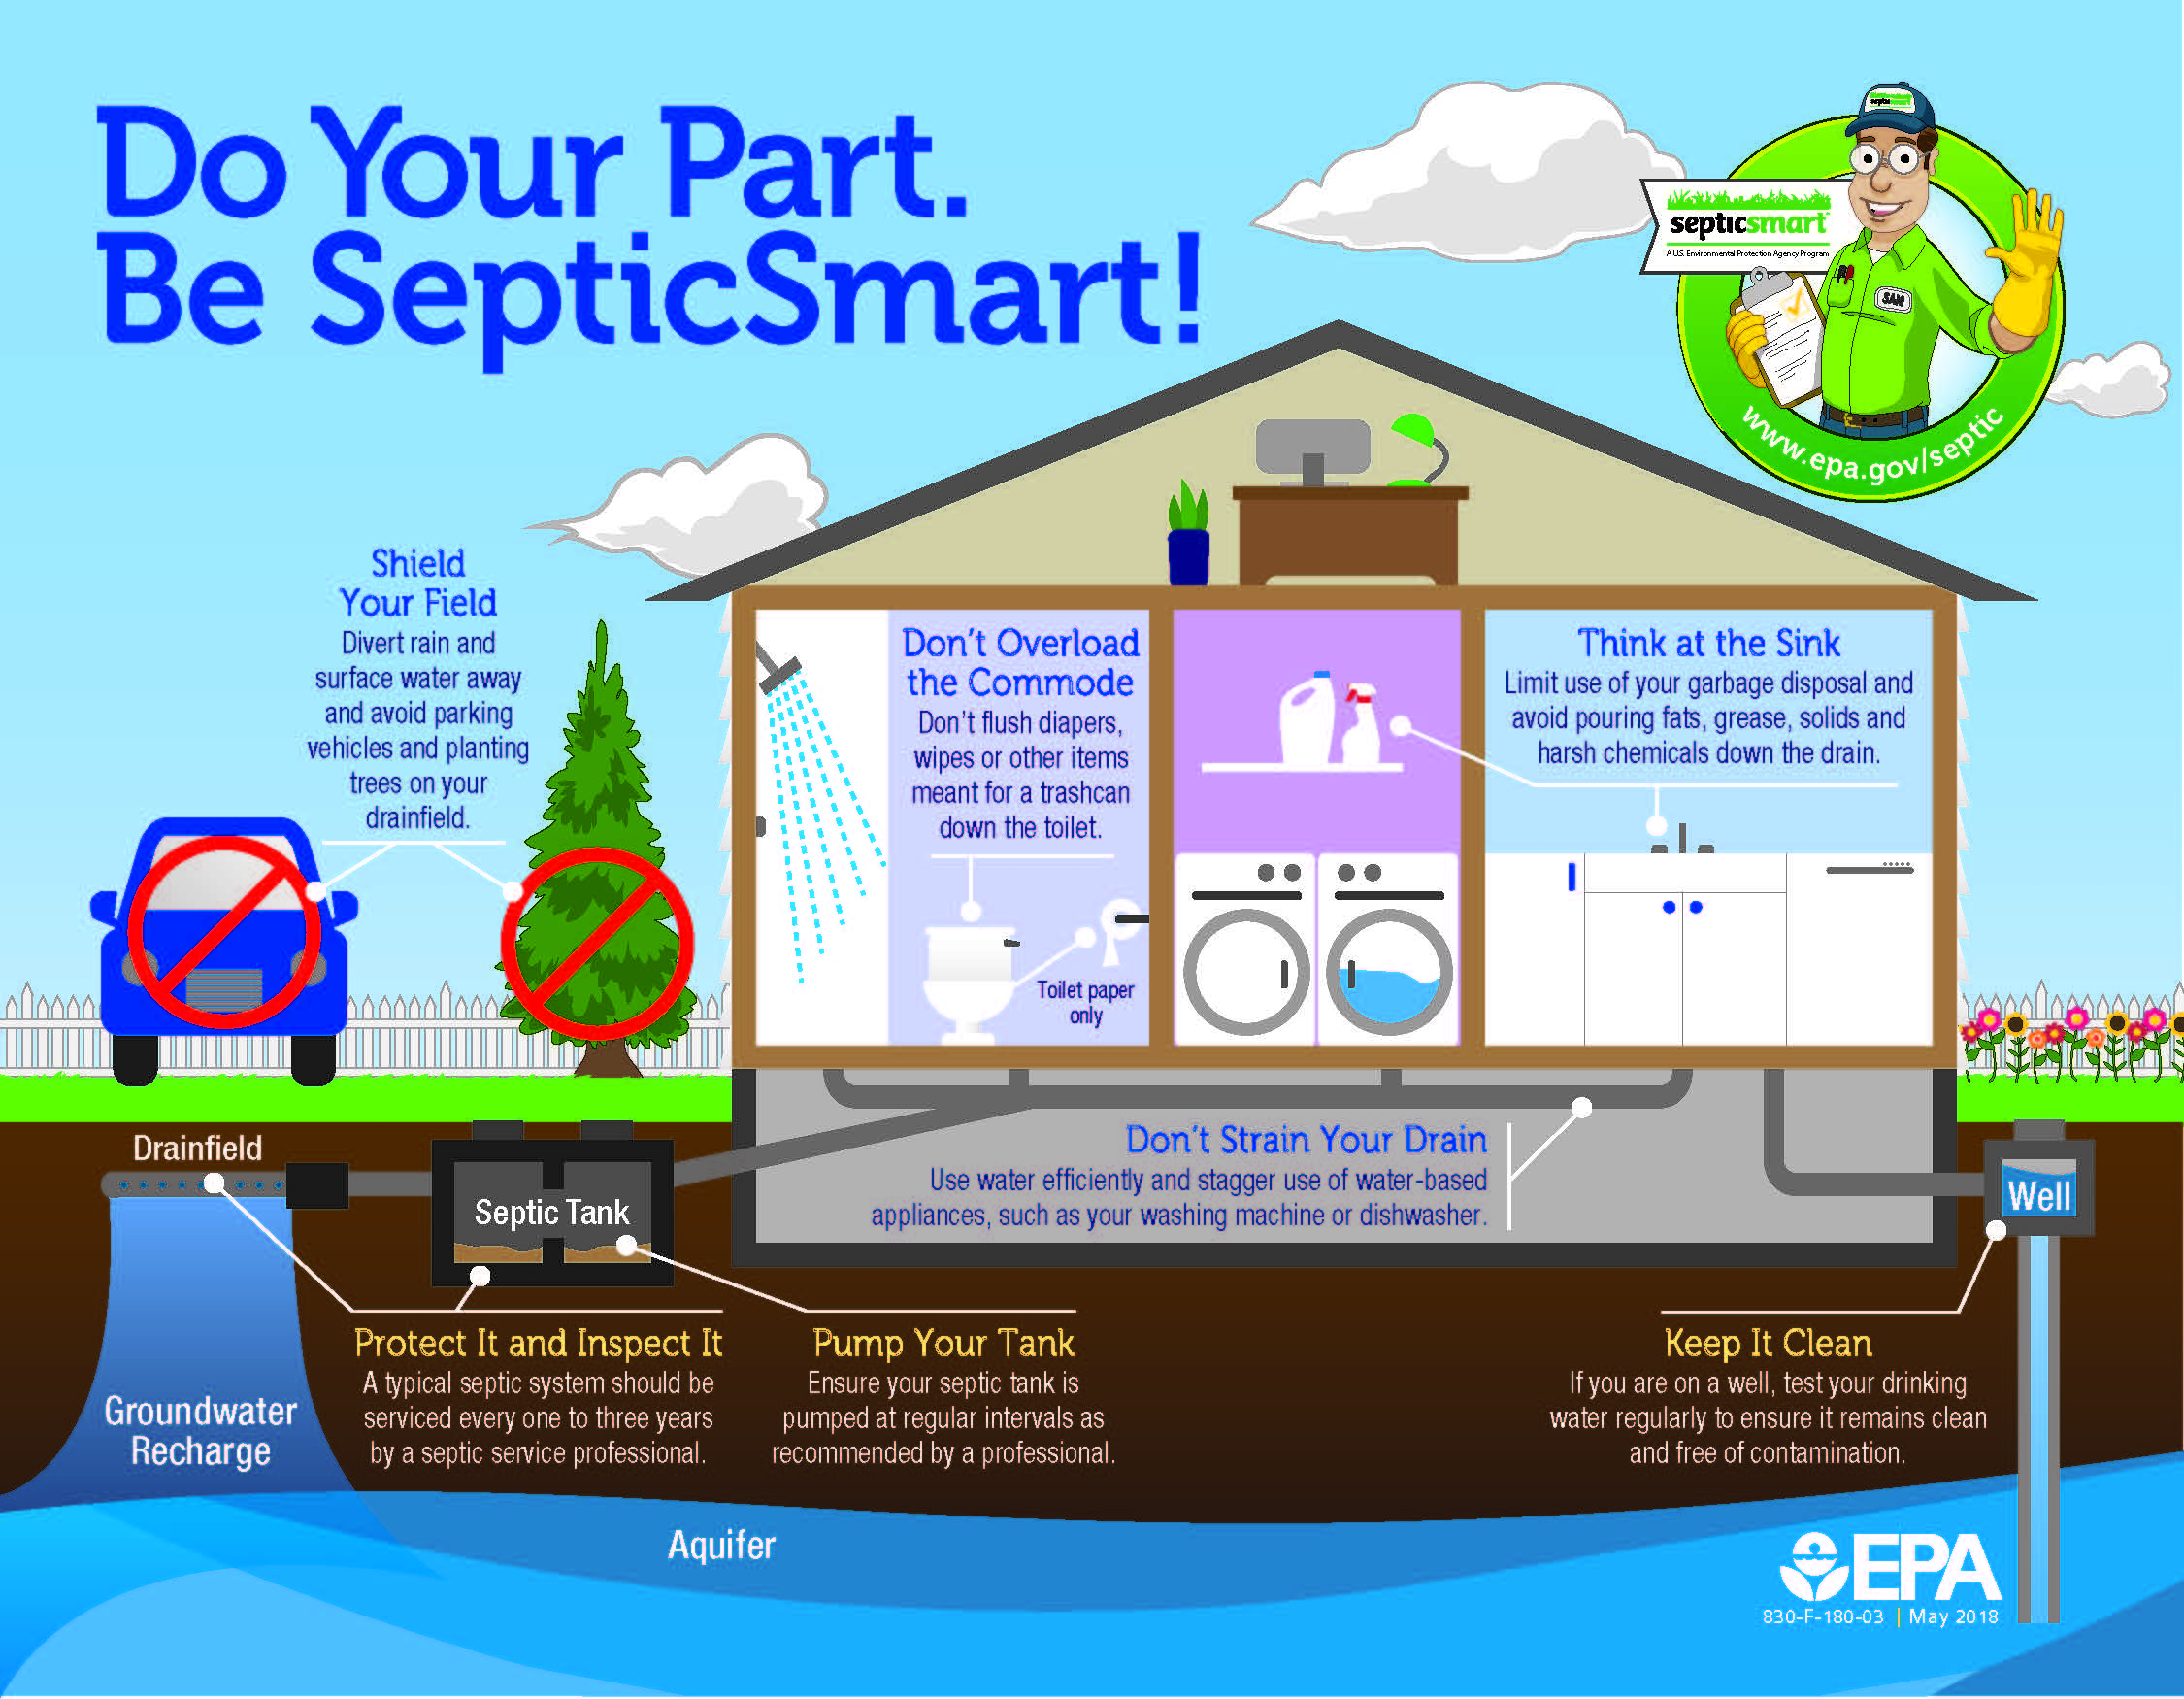 Do Your Part.
Be SepticSmart!
septicsmart
septicsmart
A U.S. Environmental Protection Agency Program
SAM
www.epa.gov/septic
Shield
Your Field
Divert rain and
surface water away
and avoid parking
vehicles and planting
trees on your
drainfield.
Don't Overload
the Commode
Don't flush diapers,
wipes or other items
meant for a trashcan
down the toilet.
Toilet paper
only
Think at the Sink
Limit use of your garbage disposal and
avoid pouring fats, grease, solids and
harsh chemicals down the drain.
Don't Strain Your Drain
Use water efficiently and stagger use of water-based
appliances, such as your washing machine or dishwasher.
Drainfield
Septic Tank
Well
Protect It and Inspect It
A typical septic system should be
serviced every one to three years
by a septic service professional.
Pump Your Tank
Ensure your septic tank is
pumped at regular intervals as
recommended by a professional.
Keep It Clean
If you are on a well, test your drinking
water regularly to ensure it remains clean
and free of contamination.
Groundwater
Recharge
Aquifer
EPA
830-F-180-03 | May 2018